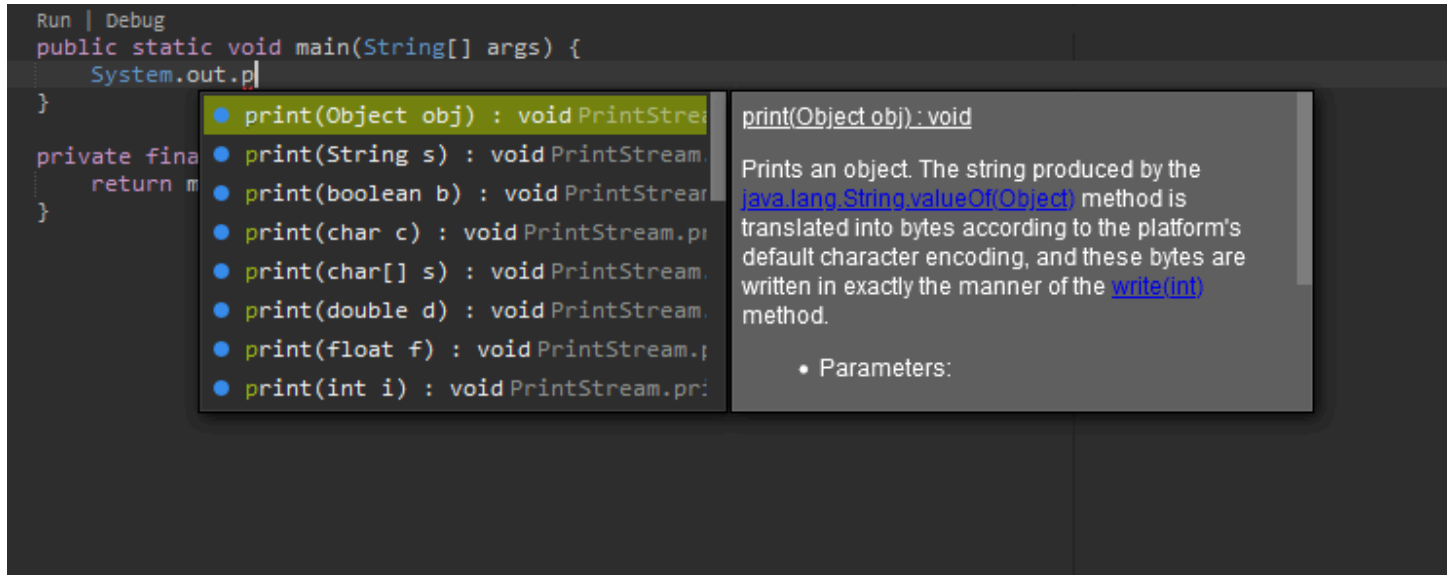 Run | Debug
public static void main(String[] args) {
System.out.p
}
private fina
return m
}
print(Object obj) : void PrintStrea
print(String s) : void PrintStream.
print(boolean b) : void PrintStream
print(char c) : void PrintStream.pr
print(char[] s) : void PrintStream.
print(double d) : void PrintStream.
print(float f) : void PrintStream.p
print(int i) : void PrintStream.pri
print(Object obj) : void
Prints an object. The string produced by the
java.lang.String.valueOf(Object) method is
translated into bytes according to the platform's
default character encoding, and these bytes are
written in exactly the manner of the write(int)
method.
• Parameters: